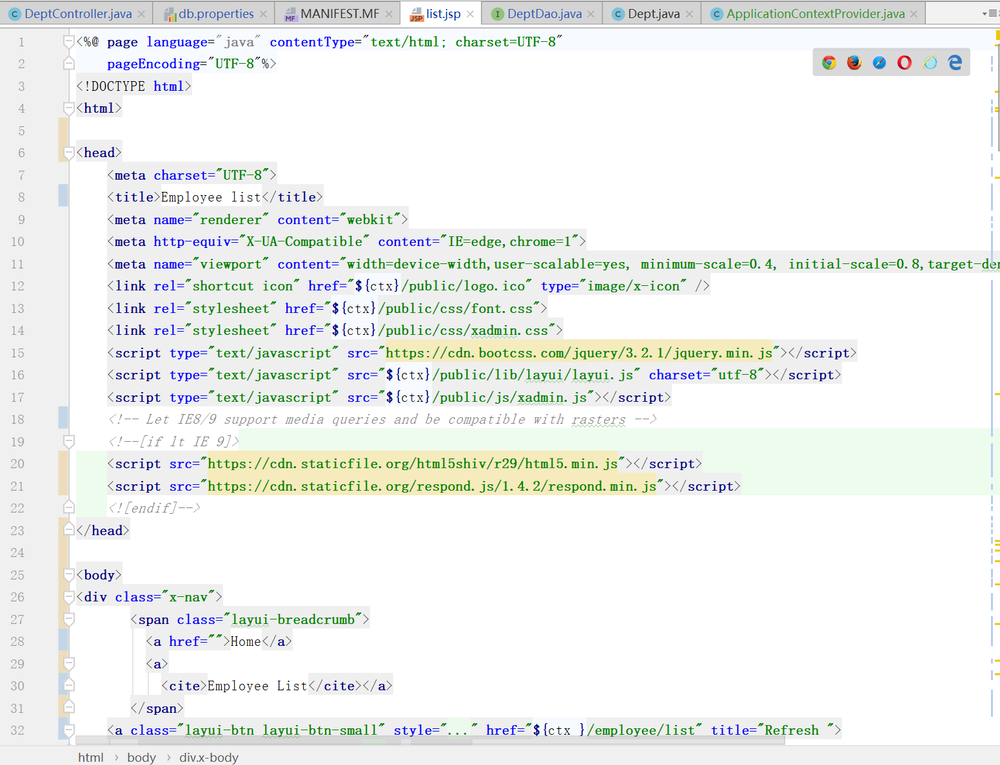 DeptController.java db.properties MANIFEST.MF list.jsp DeptDao.java Dept.java ApplicationContextProvider.java
1 <%@ page language="java" contentType="text/html; charset=UTF-8"
2 pageEncoding="UTF-8"%>
3 <!DOCTYPE html>
4 <html>
5
6 <head>
7 <meta charset="UTF-8">
8 <title>Employee list</title>
9 <meta name="renderer" content="webkit">
10 <meta http-equiv="X-UA-Compatible" content="IE=edge,chrome=1">
11 <meta name="viewport" content="width=device-width,user-scalable=yes, minimum-scale=0.4, initial-scale=0.8,target-den
12 <link rel="shortcut icon" href="${ctx}/public/logo.ico" type="image/x-icon" />
13 <link rel="stylesheet" href="${ctx}/public/css/font.css">
14 <link rel="stylesheet" href="${ctx}/public/css/xadmin.css">
15 <script type="text/javascript" src="https://cdn.bootcss.com/jquery/3.2.1/jquery.min.js"></script>
16 <script type="text/javascript" src="${ctx}/public/lib/layui/layui.js" charset="utf-8"></script>
17 <script type="text/javascript" src="${ctx}/public/js/xadmin.js"></script>
18 <!-- Let IE8/9 support media queries and be compatible with rasters -->
19 <!--[if lt IE 9]>
20 <script src="https://cdn.staticfile.org/html5shiv/r29/html5.min.js"></script>
21 <script src="https://cdn.staticfile.org/respond.js/1.4.2/respond.min.js"></script>
22 <![endif]-->
23 </head>
24
25 <body>
26 <div class="x-nav">
27 <span class="layui-breadcrumb">
28 <a href="">Home</a>
29 <a>
30 <cite>Employee List</cite></a>
31 </span>
32 <a class="layui-btn layui-btn-small" style="..." href="${ctx }/employee/list" title="Refresh ">
html › body › div.x-body